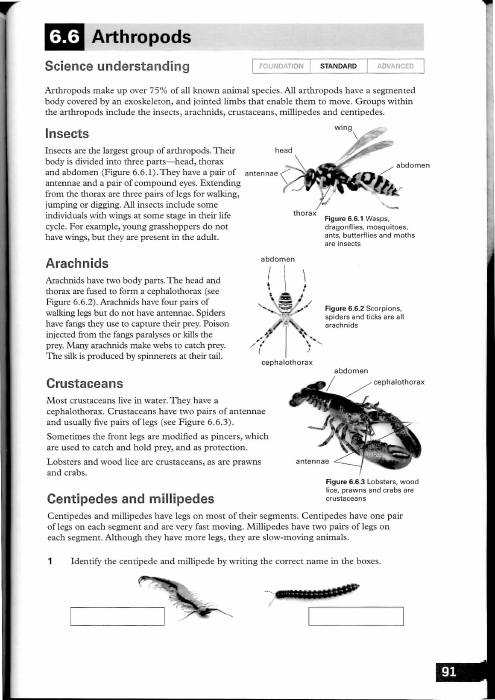 6.6 Arthropods
Science understanding
FOUNDATION STANDARD ADVANCED
Arthropods make up over 75% of all known animal species. All arthropods have a segmented
body covered by an exoskeleton, and jointed limbs that enable them to move. Groups within
the arthropods include the insects, arachnids, crustaceans, millipedes and centipedes.
Insects
Insects are the largest group of arthropods. Their
body is divided into three parts—head, thorax
and abdomen (Figure 6.6.1). They have a pair of
antennae and a pair of compound eyes. Extending
from the thorax are three pairs of legs for walking,
jumping or digging. All insects include some
individuals with wings at some stage in their life
cycle. For example, young grasshoppers do not
have wings, but they are present in the adult.
wing
head
abdomen
antennae
thorax
Figure 6.6.1 Wasps,
dragonflies, mosquitoes,
ants, butterflies and moths
are insects
Arachnids
Arachnids have two body parts. The head and
thorax are fused to form a cephalothorax (see
Figure 6.6.2). Arachnids have four pairs of
walking legs but do not have antennae. Spiders
have fangs they use to capture their prey. Poison
injected from the fangs paralyses or kills the
prey. Many arachnids make webs to catch prey.
The silk is produced by spinnerets at their tail.
abdomen
Figure 6.6.2 Scorpions,
spiders and ticks are all
arachnids
cephalothorax
Crustaceans
Most crustaceans live in water. They have a
cephalothorax. Crustaceans have two pairs of antennae
and usually five pairs of legs (see Figure 6.6.3).
Sometimes the front legs are modified as pincers, which
are used to catch and hold prey, and as protection.
Lobsters and wood lice are crustaceans, as are prawns
and crabs.
abdomen
cephalothorax
antennae
Figure 6.6.3 Lobsters, wood
lice, prawns and crabs are
crustaceans
Centipedes and millipedes
Centipedes and millipedes have legs on most of their segments. Centipedes have one pair
of legs on each segment and are very fast moving. Millipedes have two pairs of legs on
each segment. Although they have more legs, they are slow-moving animals.
1 Identify the centipede and millipede by writing the correct name in the boxes.
91